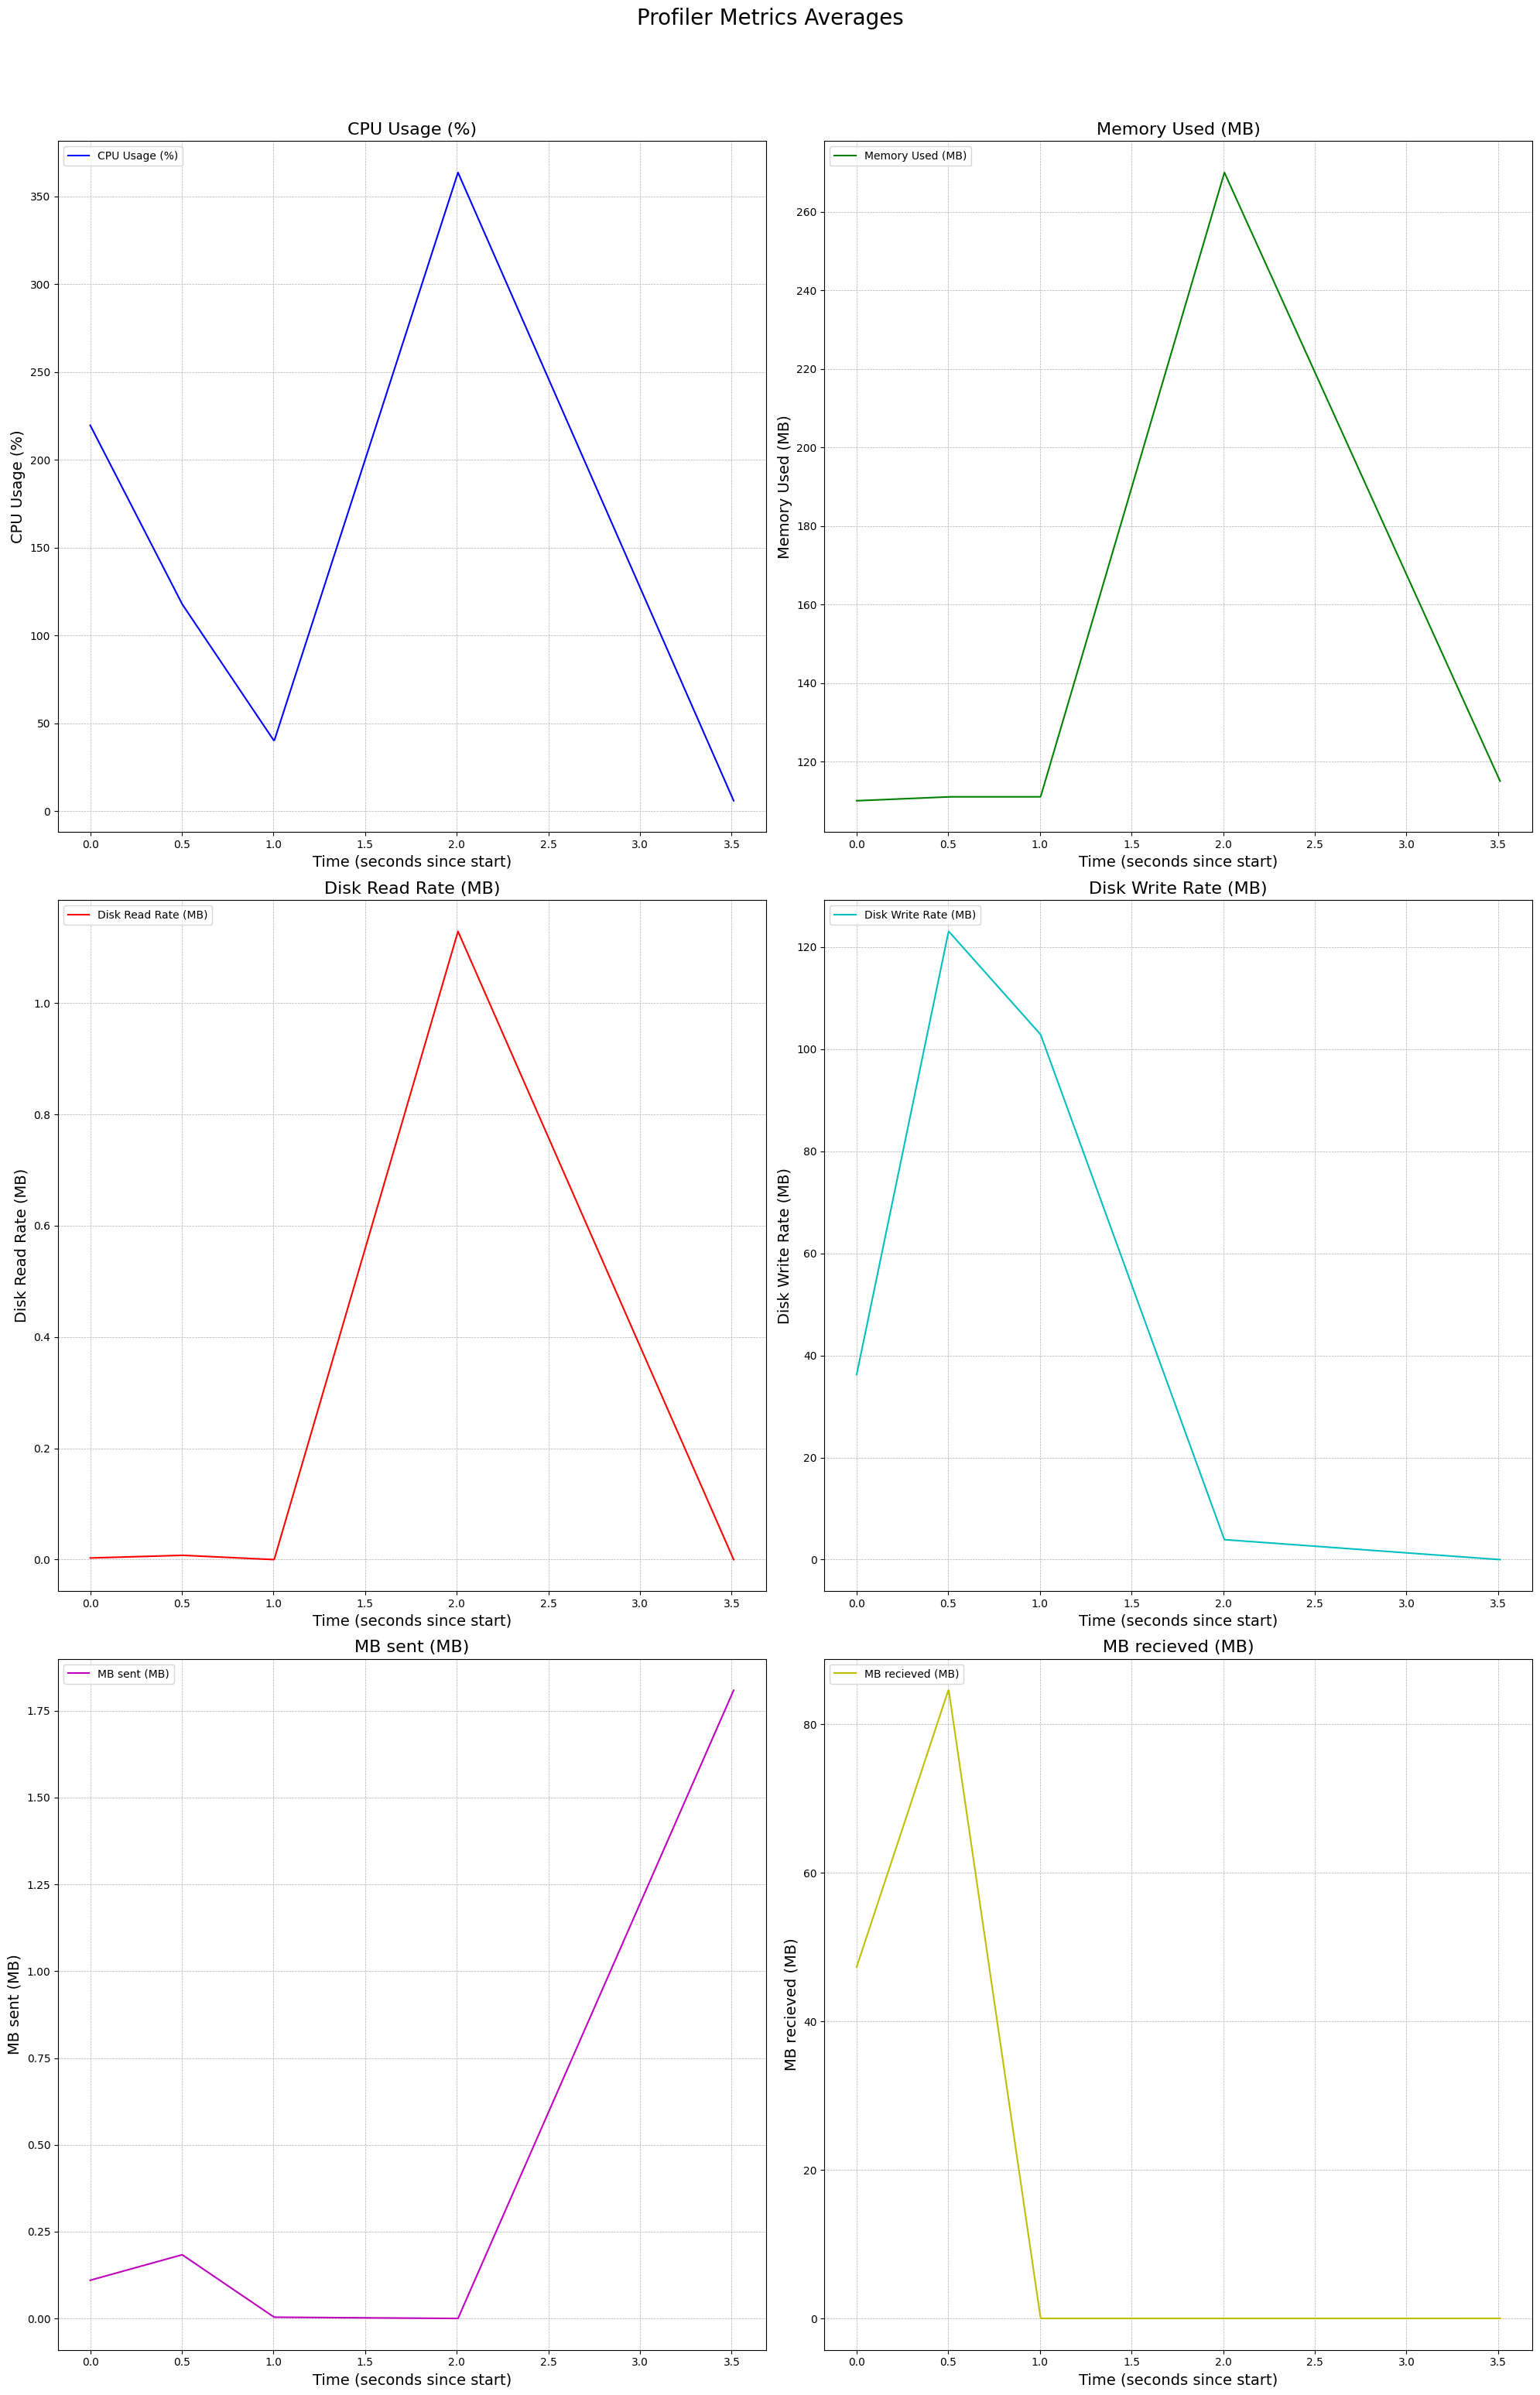 Profiler Metrics Averages
CPU Usage (%)
CPU Usage (%)
CPU Usage (%)
350
300
250
200
150
100
50
0
0.0 0.5 1.0 1.5 2.0 2.5 3.0 3.5
Time (seconds since start)
Memory Used (MB)
Memory Used (MB)
Memory Used (MB)
260
240
220
200
180
160
140
120
0.0 0.5 1.0 1.5 2.0 2.5 3.0 3.5
Time (seconds since start)
Disk Read Rate (MB)
Disk Read Rate (MB)
Disk Read Rate (MB)
1.0
0.8
0.6
0.4
0.2
0.0
0.0 0.5 1.0 1.5 2.0 2.5 3.0 3.5
Time (seconds since start)
Disk Write Rate (MB)
Disk Write Rate (MB)
Disk Write Rate (MB)
120
100
80
60
40
20
0
0.0 0.5 1.0 1.5 2.0 2.5 3.0 3.5
Time (seconds since start)
MB sent (MB)
MB sent (MB)
MB sent (MB)
1.75
1.50
1.25
1.00
0.75
0.50
0.25
0.00
0.0 0.5 1.0 1.5 2.0 2.5 3.0 3.5
Time (seconds since start)
MB recieved (MB)
MB recieved (MB)
MB recieved (MB)
80
60
40
20
0
0.0 0.5 1.0 1.5 2.0 2.5 3.0 3.5
Time (seconds since start)